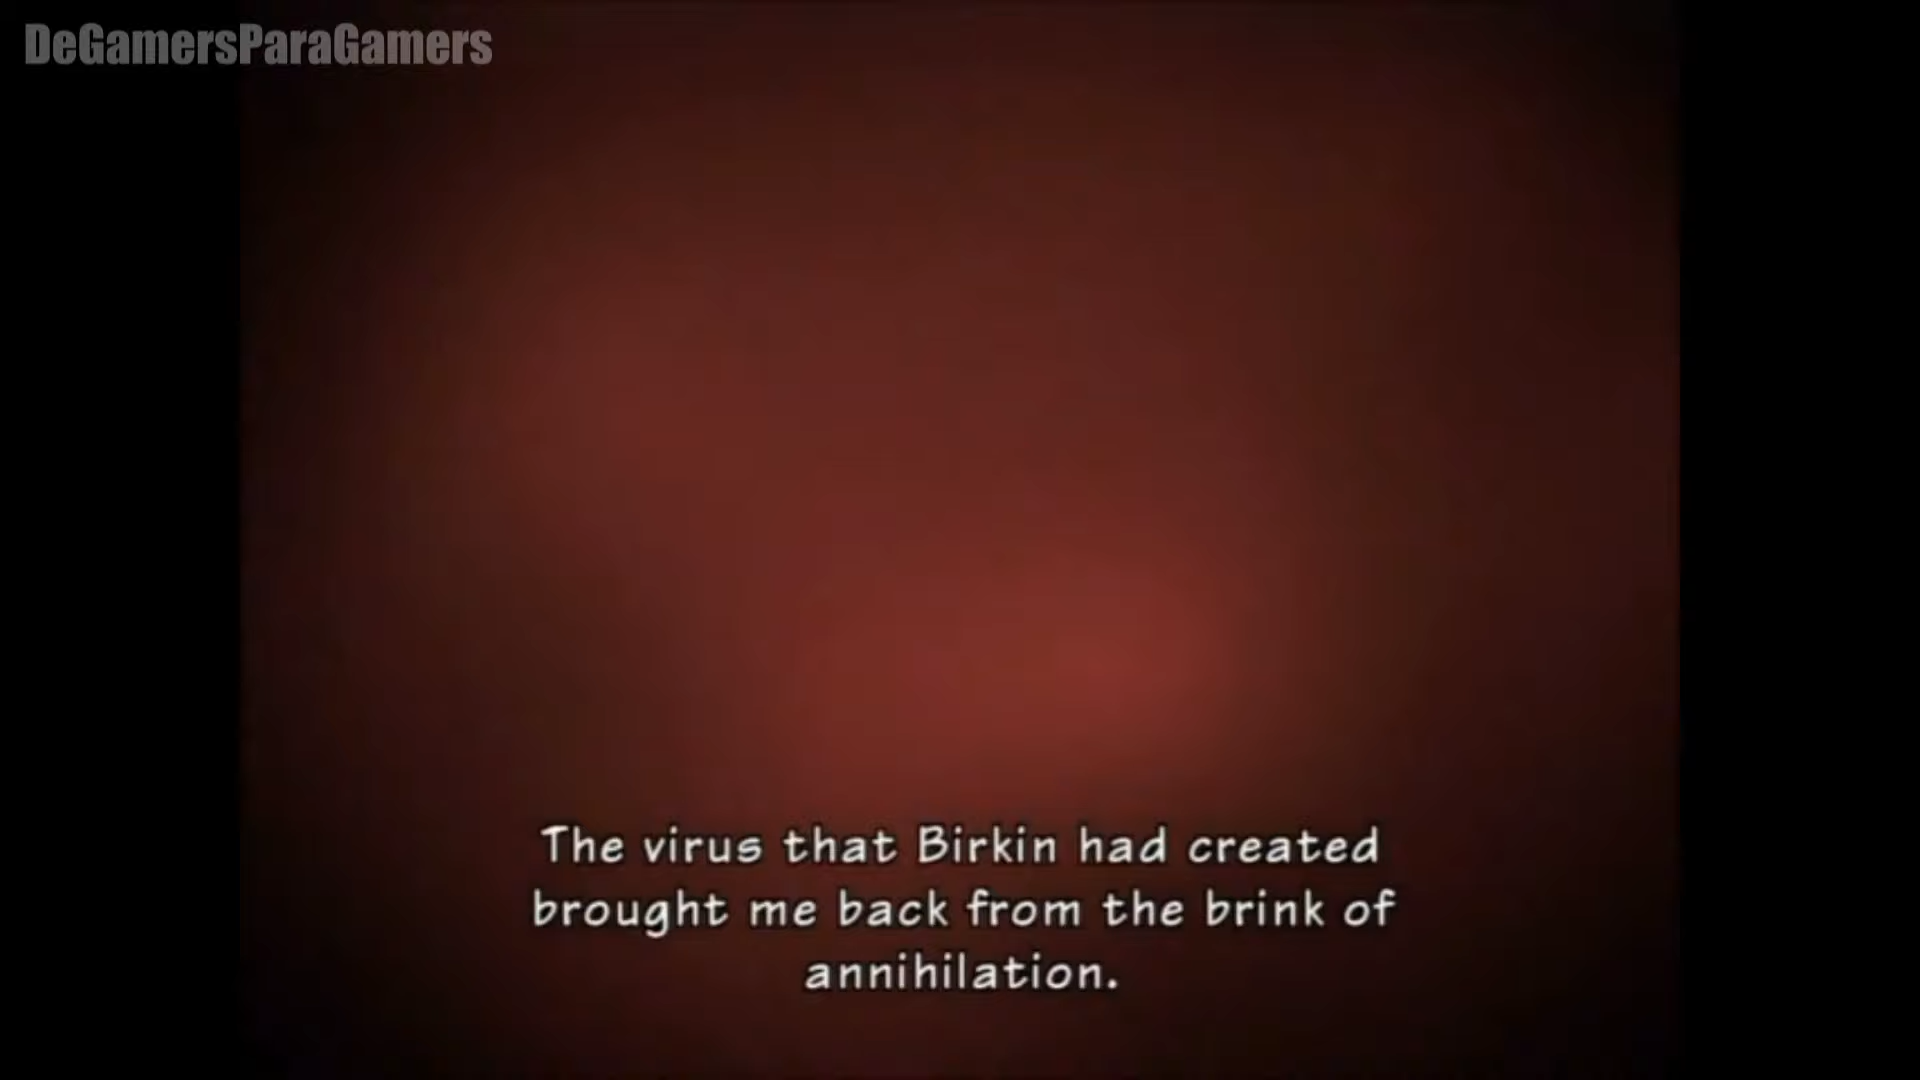 DeGamersParaGamers
The virus that Birkin had created
brought me back from the brink of
annihilation.